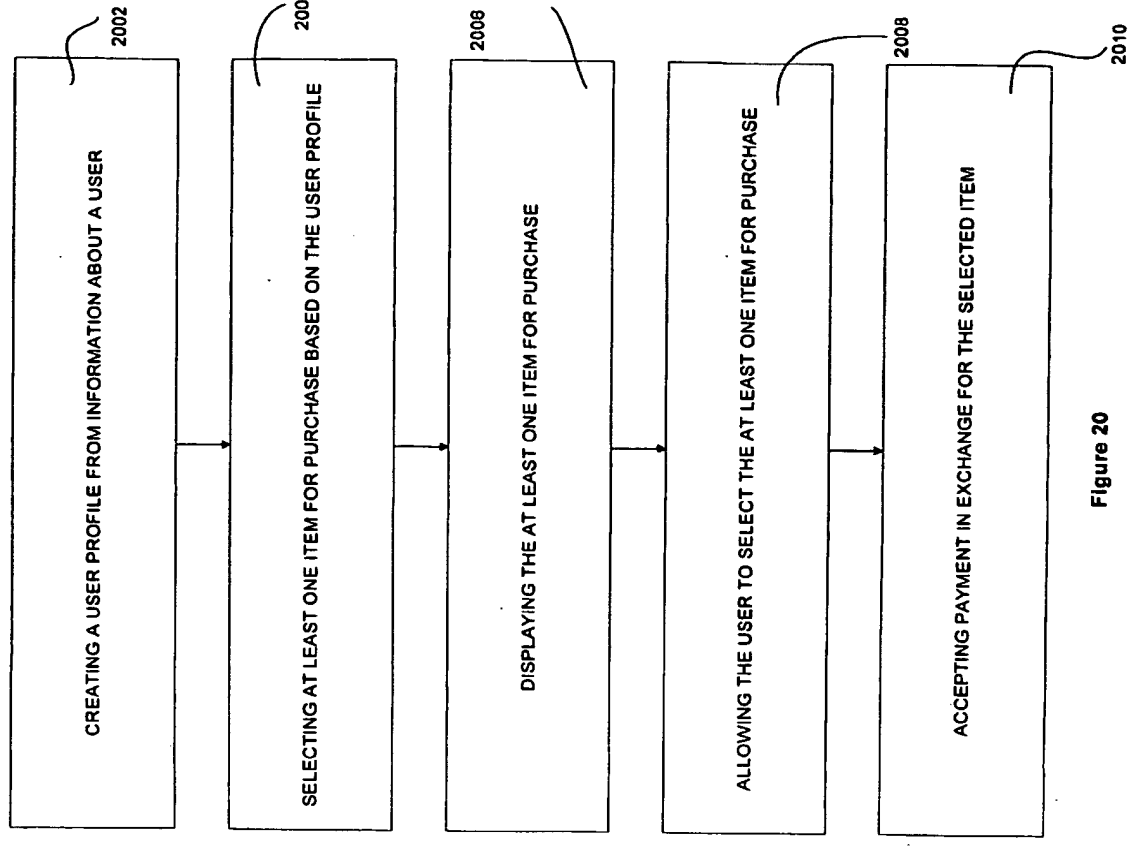 2002
CREATING A USER PROFILE FROM INFORMATION ABOUT A USER
200
SELECTING AT LEAST ONE ITEM FOR PURCHASE BASED ON THE USER PROFILE
2006
DISPLAYING THE AT LEAST ONE ITEM FOR PURCHASE
2008
ALLOWING THE USER TO SELECT THE AT LEAST ONE ITEM FOR PURCHASE
2010
ACCEPTING PAYMENT IN EXCHANGE FOR THE SELECTED ITEM
Figure 20